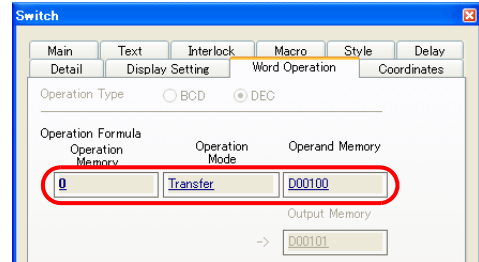 Switch
Main Text Interlock Macro Style Delay
Detail Display Setting Word Operation Coordinates
Operation Type BCD DEC
Operation Formula
Operation Memory Operation Mode Operand Memory
0 Transfer D00100
Output Memory
-> D00101